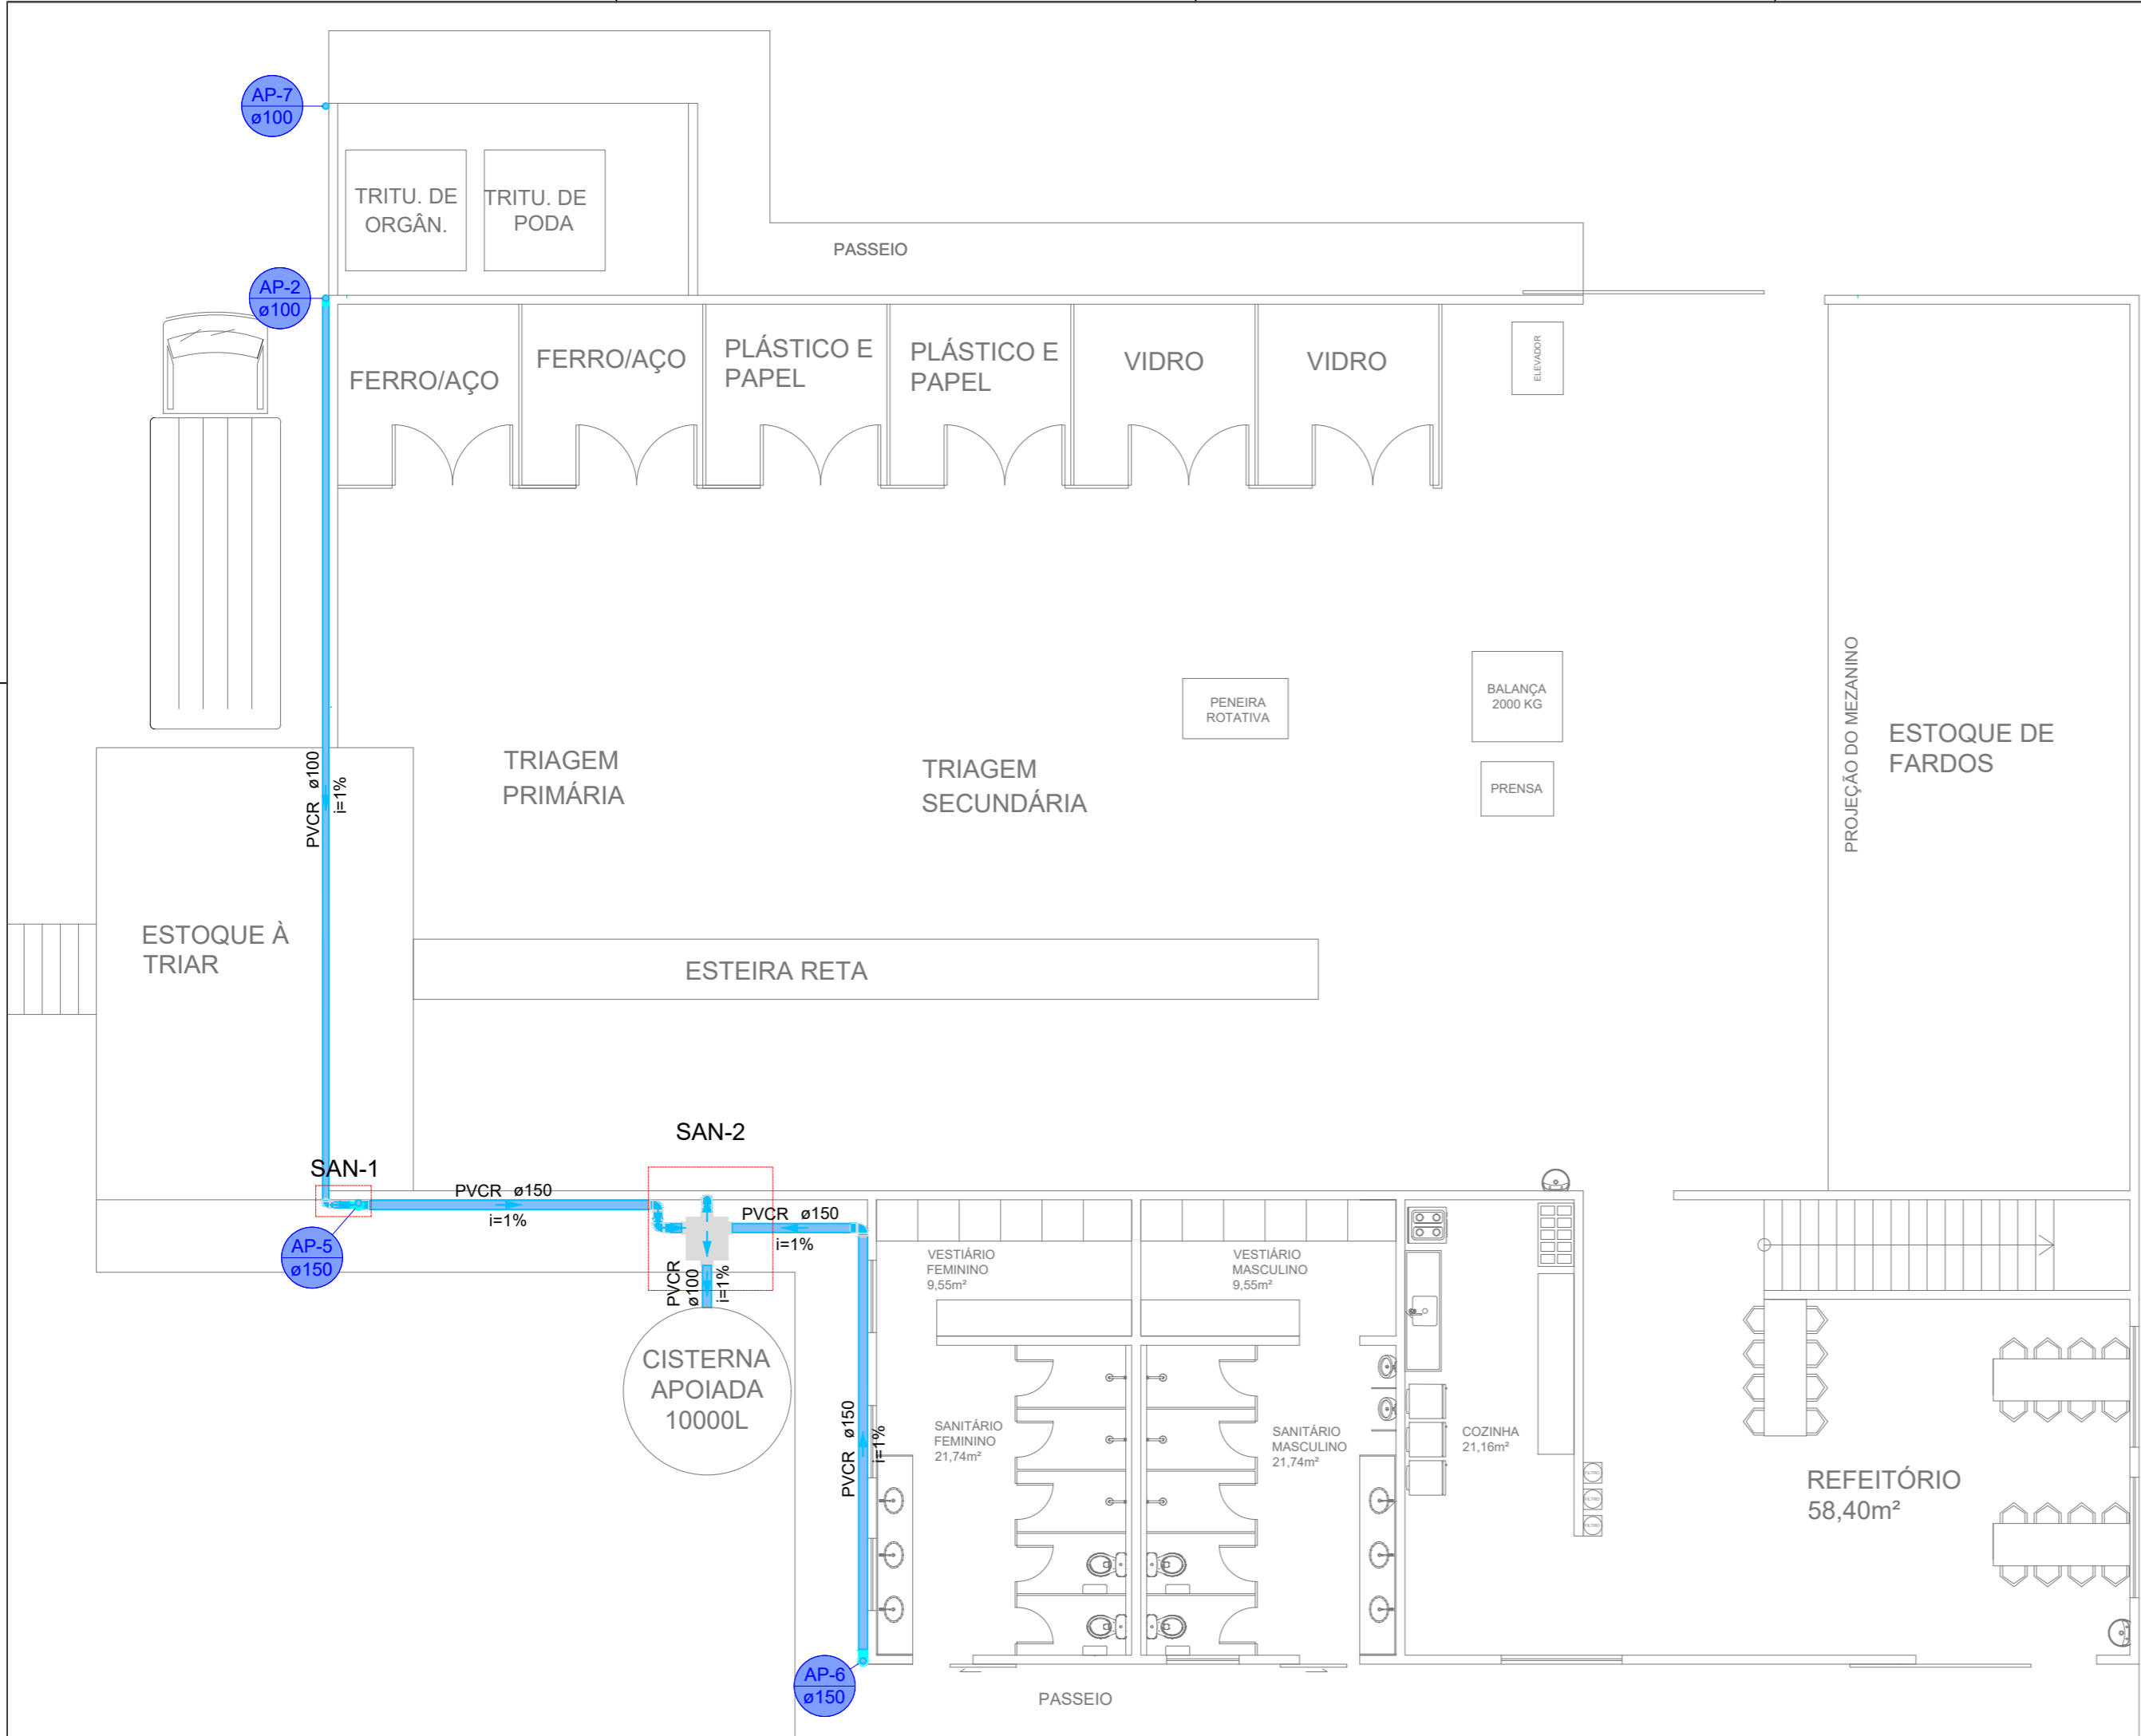 AP-7
ø100
TRITU. DE
ORGÂN.
TRITU. DE
PODA
PASSEIO
AP-2
ø100
FERRO/AÇO
FERRO/AÇO
PLÁSTICO E
PAPEL
PLÁSTICO E
PAPEL
VIDRO
VIDRO
ELEVADOR
PENEIRA
ROTATIVA
BALANÇA
2000 KG
PRENSA
PROJEÇÃO DO MEZANINO
ESTOQUE DE
FARDOS
TRIAGEM
PRIMÁRIA
TRIAGEM
SECUNDÁRIA
PVCR ø100
i=1%
ESTOQUE À
TRIAR
ESTEIRA RETA
SAN-2
SAN-1
PVCR ø150
i=1%
PVCR ø150
i=1%
AP-5
ø150
PVCR
ø100
i=1%
VESTIÁRIO
FEMININO
9,55m²
VESTIÁRIO
MASCULINO
9,55m²
CISTERNA
APOIADA
10000L
PVCR ø150
i=1%
SANITÁRIO
FEMININO
21,74m²
SANITÁRIO
MASCULINO
21,74m²
COZINHA
21,16m²
FILTRO
FILTRO
FILTRO
REFEITÓRIO
58,40m²
AP-6
ø150
PASSEIO